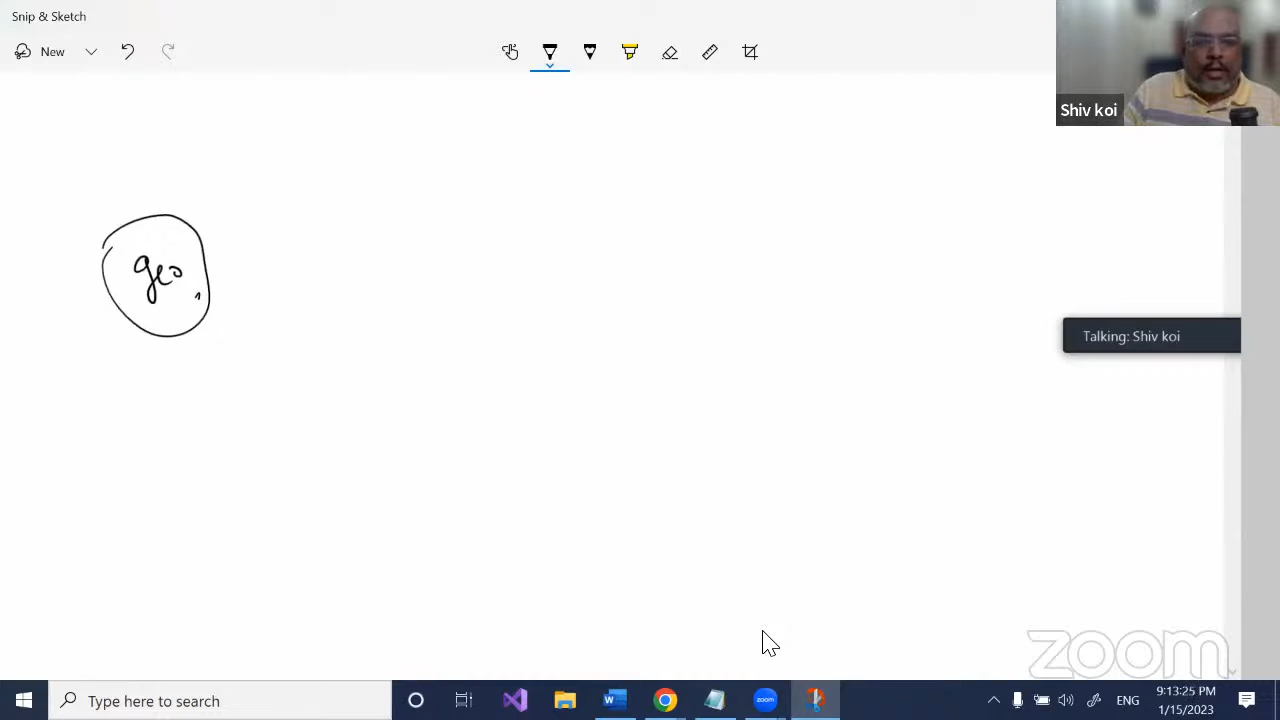 Snip & Sketch
New
Shiv koi
geo
Talking: Shiv koi
zoom
Type here to search
W
zoom
ENG
9:13:25 PM
1/15/2023